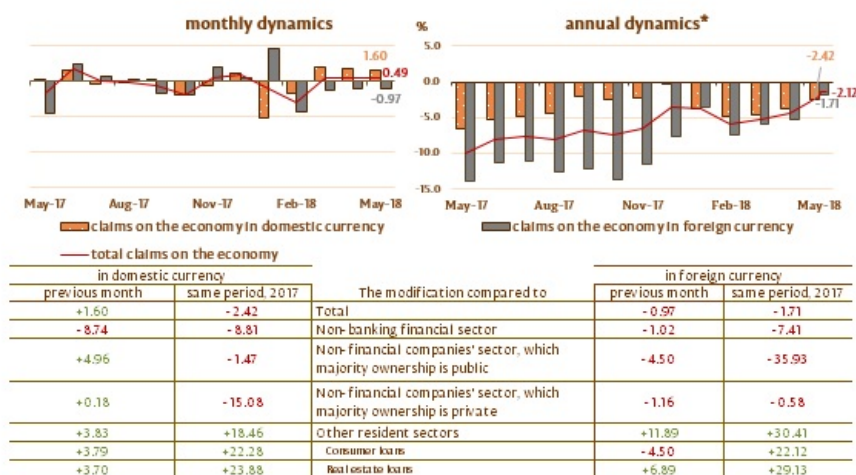 monthly dynamics
% annual dynamics*
5.0
0.0
-5.0
-10.0
-15.0
1.60
0.49
-0.97
-2.42
-2.12
-1.71
May-17 Aug-17 Nov-17 Feb-18 May-18
May-17 Aug-17 Nov-17 Feb-18 May-18
claims on the economy in domestic currency
claims on the economy in foreign currency
total claims on the economy
in domestic currency in foreign currency
previous month same period, 2017 The modification compared to previous month same period, 2017
+1.60 -2.42 Total -0.97 -1.71
-8.74 -8.81 Non-banking financial sector -1.02 -7.41
+4.96 -1.47 Non-financial companies' sector, which
majority ownership is public -4.50 -35.93
+0.18 -15.08 Non-financial companies' sector, which
majority ownership is private -1.16 -0.58
+3.83 +18.46 Other resident sectors +11.89 +30.41
+3.79 +22.28 Consumer loans -4.50 +22.12
+3.70 +23.88 Real estate loans +6.89 +29.13